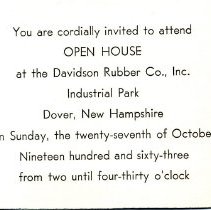 You are cordially invited to attend
OPEN HOUSE
at the Davidson Rubber Co., Inc.
Industrial Park
Dover, New Hampshire
n Sunday, the twenty-seventh of October
Nineteen hundred and sixty-three
from two until four-thirty o'clock